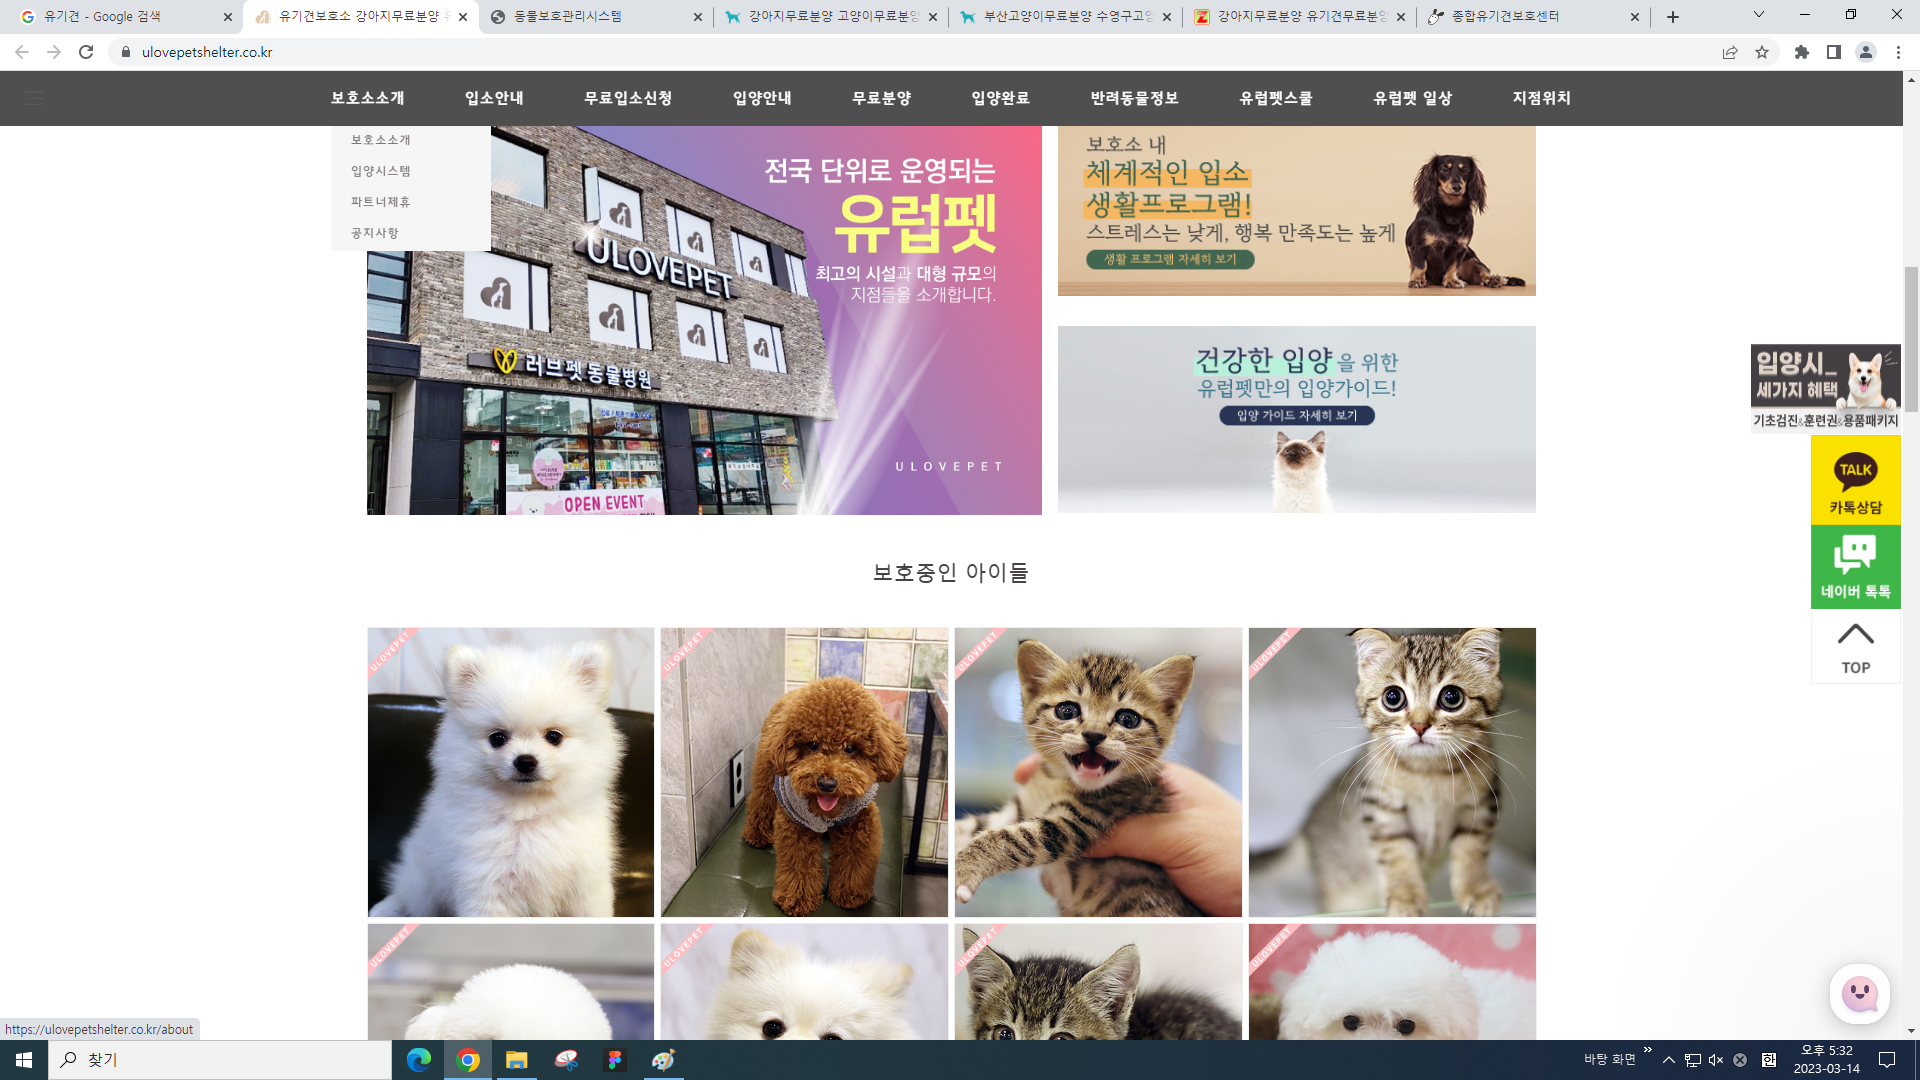 유기견 - Google 검색
유기견보호소 강아지무료분양
동물보호관리시스템
강아지무료분양 고양이무료분양
부산고양이무료분양 수영구고양
강아지무료분양 유기견무료분양
종합유기견보호센터
ulovepetshelter.co.kr
보호소소개
입소안내
무료입소신청
입양안내
무료분양
입양완료
반려동물정보
유럽펫스쿨
유럽펫 일상
지점위치
보호소소개
입양시스템
파트너제휴
공지사항
전국 단위로 운영되는
유럽펫
최고의 시설과 대형 규모의
지점들을 소개합니다.
ULOVEPET
러브펫동물병원
OPEN EVENT
ULOVEPET
보호소 내
체계적인 입소
생활프로그램!
스트레스는 낮게, 행복 만족도는 높게
생활 프로그램 자세히 보기
건강한 입양을 위한
유럽펫만의 입양가이드!
입양 가이드 자세히 보기
입양시_
세가지 혜택
기초검진&훈련권&용품패키지
TALK
카톡상담
네이버 톡톡
TOP
보호중인 아이들
ULOVEPET
ULOVEPET
ULOVEPET
ULOVEPET
ULOVEPET
ULOVEPET
ULOVEPET
ULOVEPET
https://ulovepetshelter.co.kr/about
찾기
바탕 화면
한
오후 5:32
2023-03-14